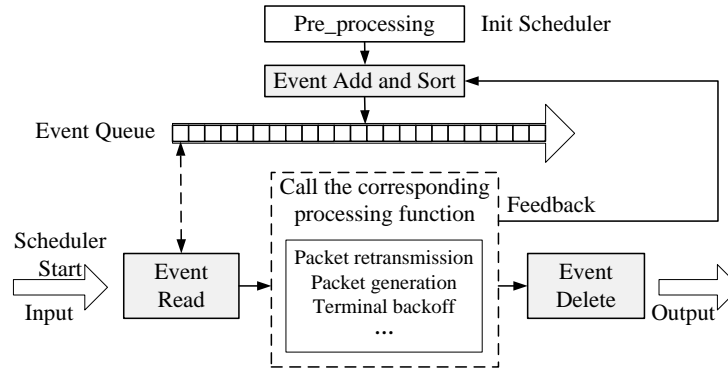 Pre_processing
Init Scheduler
Event Add and Sort
Event Queue
Call the corresponding
processing function
Feedback
Scheduler
Start
Input
Event
Read
Packet retransmission
Packet generation
Terminal backoff
...
Event
Delete
Output